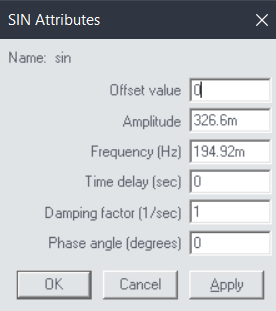 SIN Attributes
Name: sin
Offset value 0
Amplitude 326.6m
Frequency (Hz) 194.92m
Time delay (sec) 0
Damping factor (1/sec) 1
Phase angle (degrees) 0
OK Cancel Apply